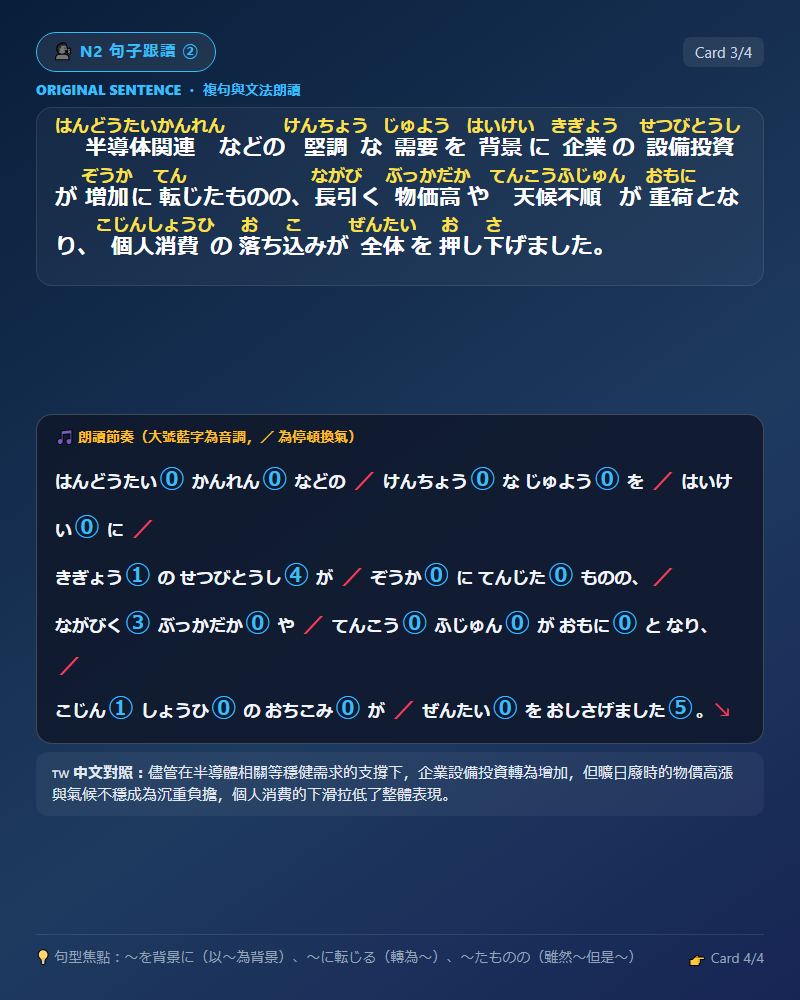 N2 句子跟讀 ②
Card 3/4
ORIGINAL SENTENCE ・ 複句與文法朗讀
はんどうたいかんれん けんちょう じゅよう はいけい きぎょう せつびとうし
半導体関連 などの 堅調 な 需要 を 背景 に 企業 の 設備投資
ぞうか てん ながび ぶっかだか てんこうふじゅん おもに
が 増加に 転じたものの、長引く 物価高 や 天候不順 が 重荷とな
こじんしょうひ お こ ぜんたい お さ
り、 個人消費 の 落ち込みが 全体 を 押し下げました。
🎵 朗讀節奏（大號藍字為音調，／ 為停頓換氣）
はんどうたい⓪ かんれん⓪ などの ／ けんちょう⓪ な じゅよう⓪ を ／ はいけ
い⓪ に ／
きぎょう① の せつびとうし④ が ／ ぞうか⓪ に てんじた⓪ ものの、／
ながびく③ ぶっかだか⓪ や ／ てんこう⓪ ふじゅん⓪ が おもに⓪ と なり、
／
こじん① しょうひ⓪ の おちこみ⓪ が ／ ぜんたい⓪ を おしさげました⑤。↘
TW 中文對照：儘管在半導體相關等穩健需求的支撐下，企業設備投資轉為增加，但曠日廢時的物價高漲
與氣候不穩成為沉重負擔，個人消費的下滑拉低了整體表現。
💡 句型焦點：～を背景に（以～為背景）、～に転じる（轉為～）、～たものの（雖然～但是～）
👉 Card 4/4